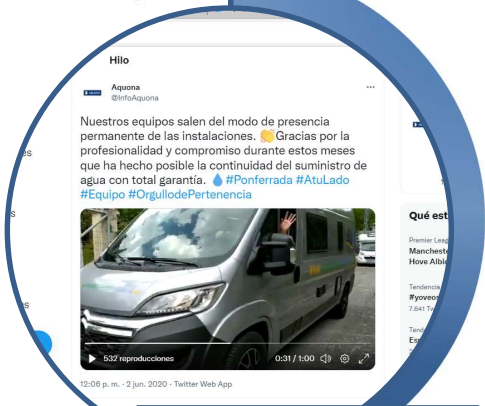 Hilo
Aquona
@InfoAquona
Nuestros equipos salen del modo de presencia
permanente de las instalaciones. 👏Gracias por la
profesionalidad y compromiso durante estos meses
que ha hecho posible la continuidad del suministro de
agua con total garantía. 💧 #Ponferrada #AtuLado
#Equipo #OrgullodePertenencia
532 reproducciones
0:31 / 1:00
12:06 p. m. · 2 jun. 2020 · Twitter Web App
Qué est
Premier Leag
Manchest
Hove Albi
Tendencia
#yoveo
7.641 Tw
Tend
Es